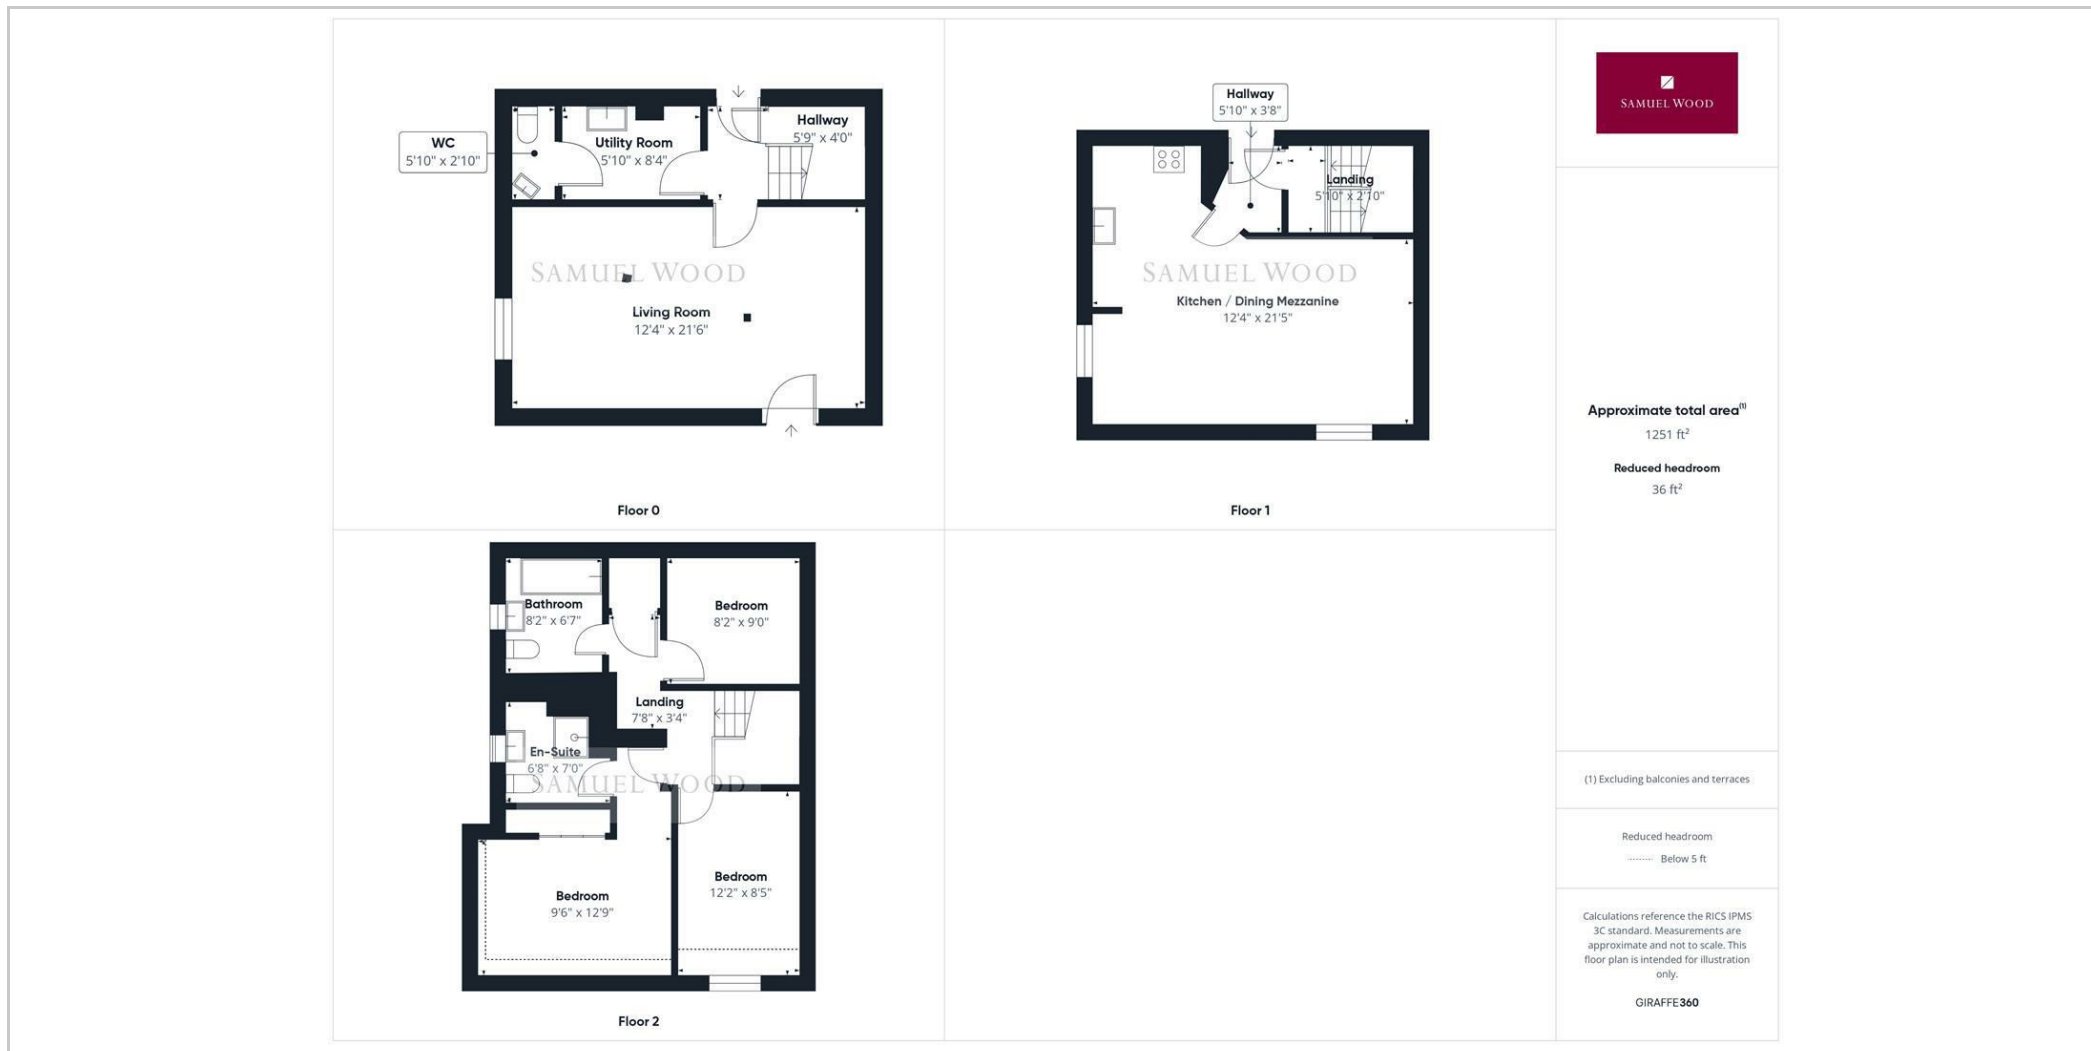 WC
5'10" x 2'10"
Utility Room
5'10" x 8'4"
Hallway
5'9" x 4'0"
SAMUEL WOOD
Living Room
12'4" x 21'6"
Floor 0
Hallway
5'10" x 3'8"
Landing
5'10" x 2'10"
SAMUEL WOOD
Kitchen / Dining Mezzanine
12'4" x 21'5"
Floor 1
Bathroom
8'2" x 6'7"
Bedroom
8'2" x 9'0"
Landing
7'8" x 3'4"
En-Suite
6'8" x 7'0"
SAMUEL WOOD
Bedroom
12'2" x 8'5"
Bedroom
9'6" x 12'9"
Floor 2
SAMUEL WOOD
Approximate total area(1)
1251 ft²
Reduced headroom
36 ft²
(1) Excluding balconies and terraces
Reduced headroom
Below 5 ft
Calculations reference the RICS IPMS
3C standard. Measurements are
approximate and not to scale. This
floor plan is intended for illustration
only.
GIRAFFE360